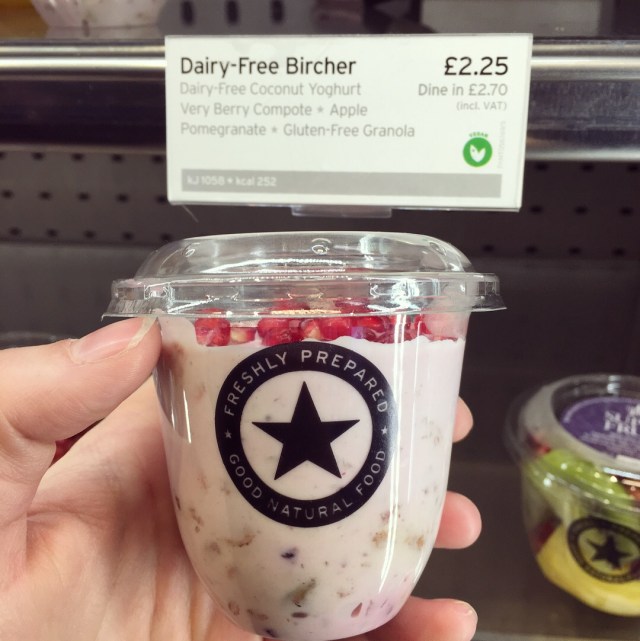 Dairy-Free Bircher
£2.25
Dairy-Free Coconut Yoghurt
Dine in £2.70
Very Berry Compote * Apple
(incl. VAT)
Pomegranate * Gluten-Free Granola
VEGAN
kJ 1058 * kcal 252
FRESHLY PREPARED
GOOD NATURAL FOOD